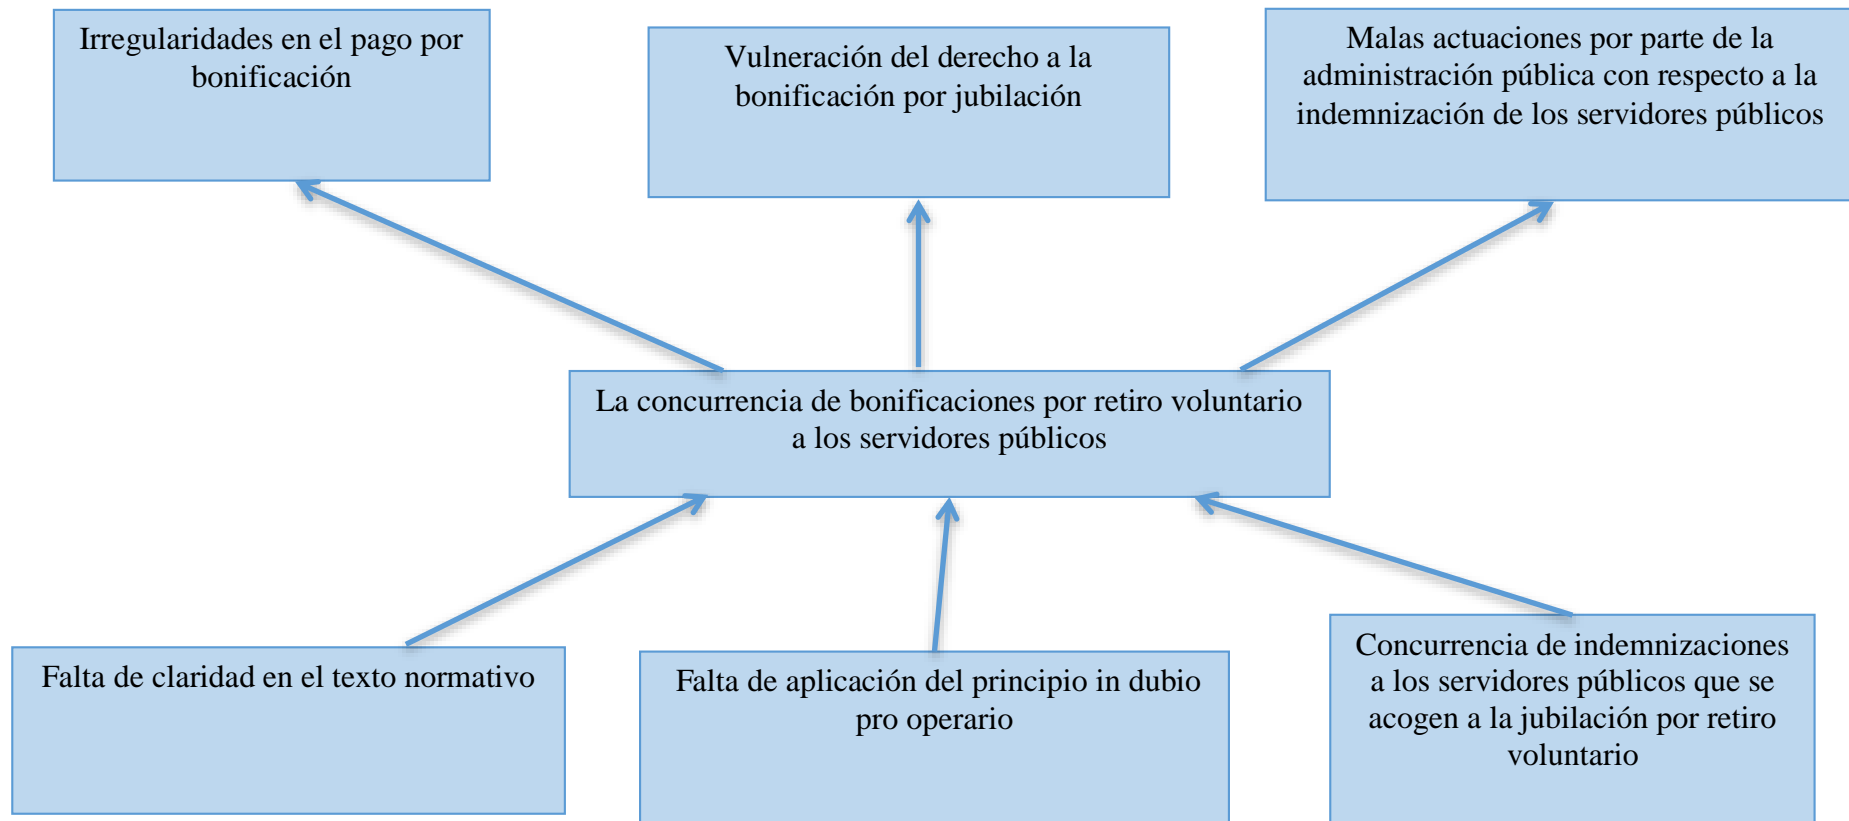 Irregularidades en el pago por
bonificación
Vulneración del derecho a la
bonificación por jubilación
Malas actuaciones por parte de la
administración pública con respecto a la
indemnización de los servidores públicos
La concurrencia de bonificaciones por retiro voluntario
a los servidores públicos
Falta de claridad en el texto normativo
Falta de aplicación del principio in dubio
pro operario
Concurrencia de indemnizaciones
a los servidores públicos que se
acogen a la jubilación por retiro
voluntario